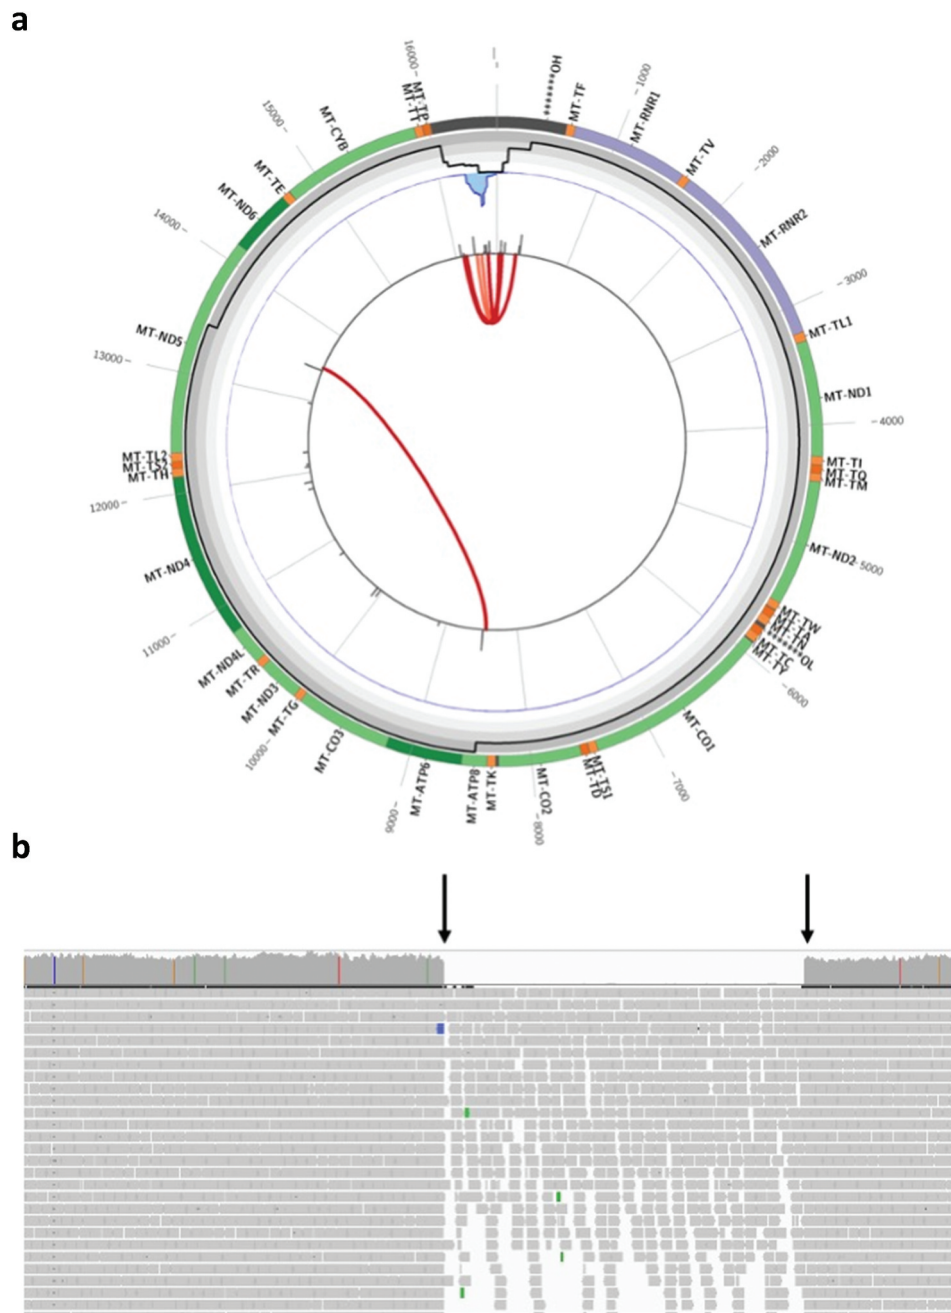 a
1
*******OH
MT-TF
1000
MT-RNR1
MT-TV
2000
MT-RNR2
3000
MT-TL1
MT-ND1
4000
MT-TI
MT-TQ
MT-TM
MT-ND2
5000
MT-TW
MT-TA
MT-TN
*******OL
MT-TC
MT-TY
6000
MT-CO1
7000
MT-TS1
MT-TD
MT-CO2
8000
MT-TK
MT-ATP8
MT-ATP6
9000
MT-CO3
10000
MT-TG
MT-ND3
MT-TR
MT-ND4L
11000
MT-ND4
12000
MT-TH
MT-TS2
MT-TL2
13000
MT-ND5
14000
MT-ND6
MT-TE
15000
MT-CYB
16000
MT-TT
MT-TP
b